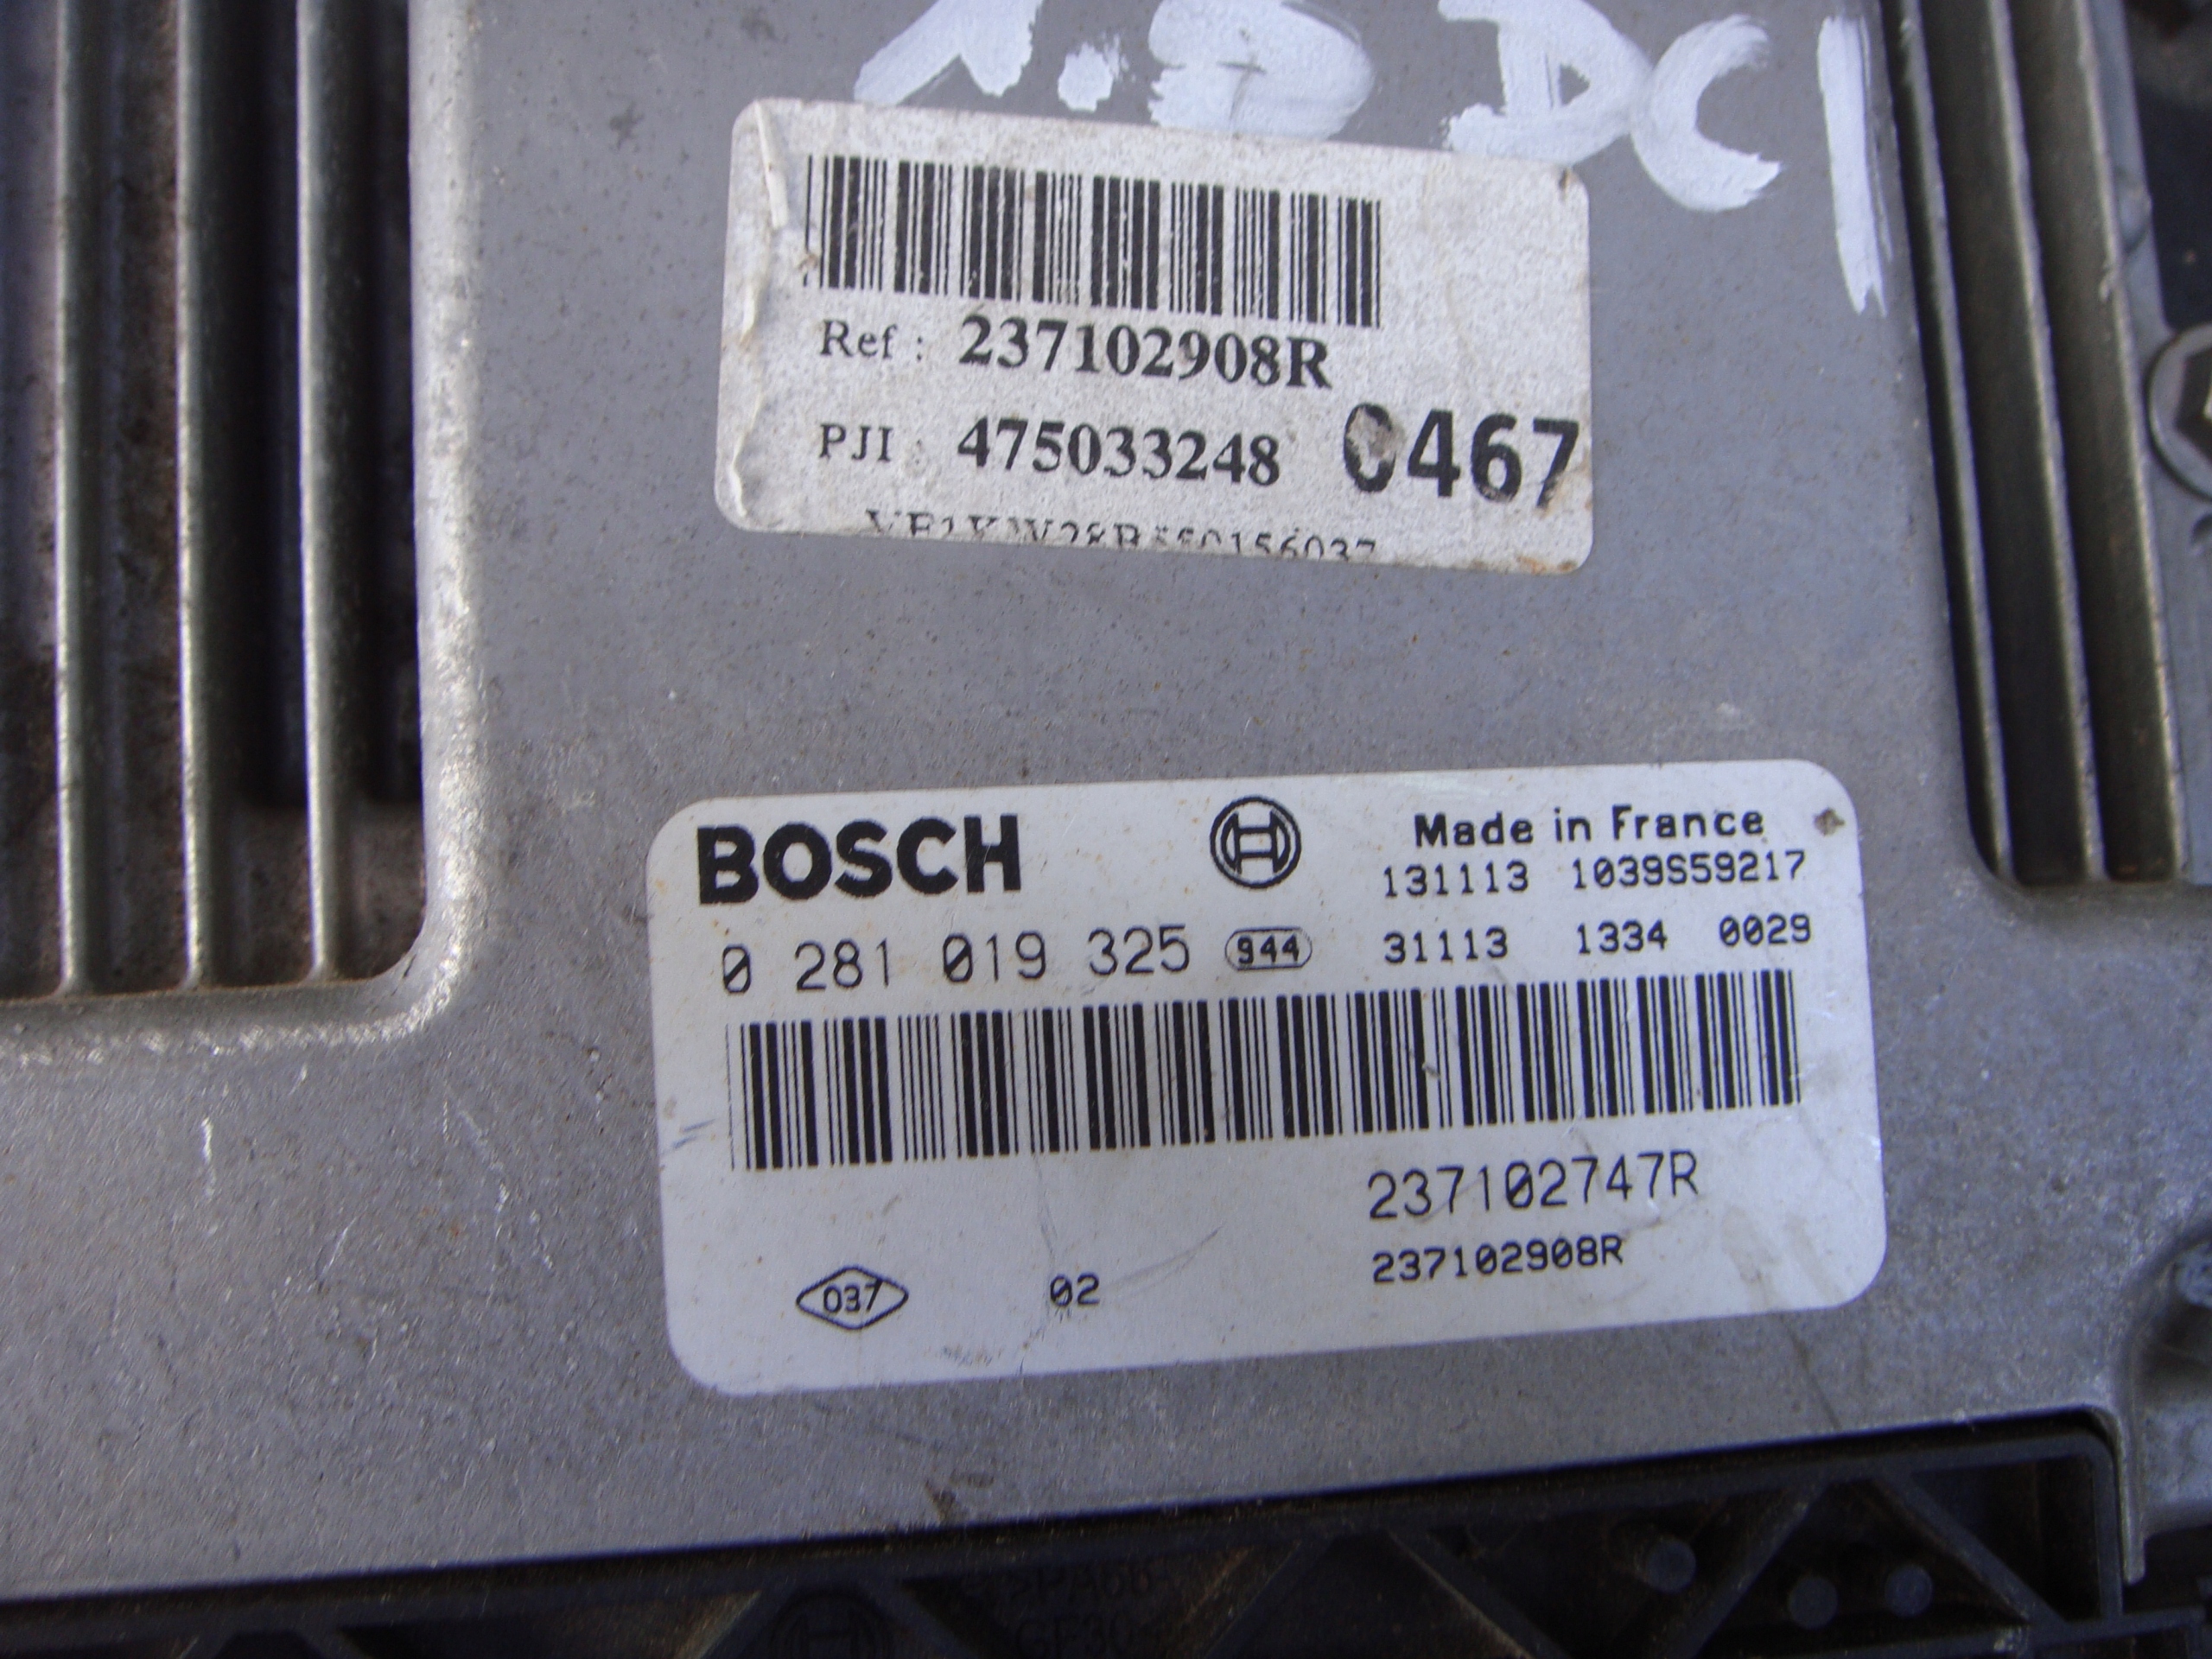 DCI
Ref : 237102908R
PJI : 475033248 0467
BOSCH
Made in France
131113 1039S59217
0 281 019 325 944 31113 1334 0029
237102747R
237102908R
037 02